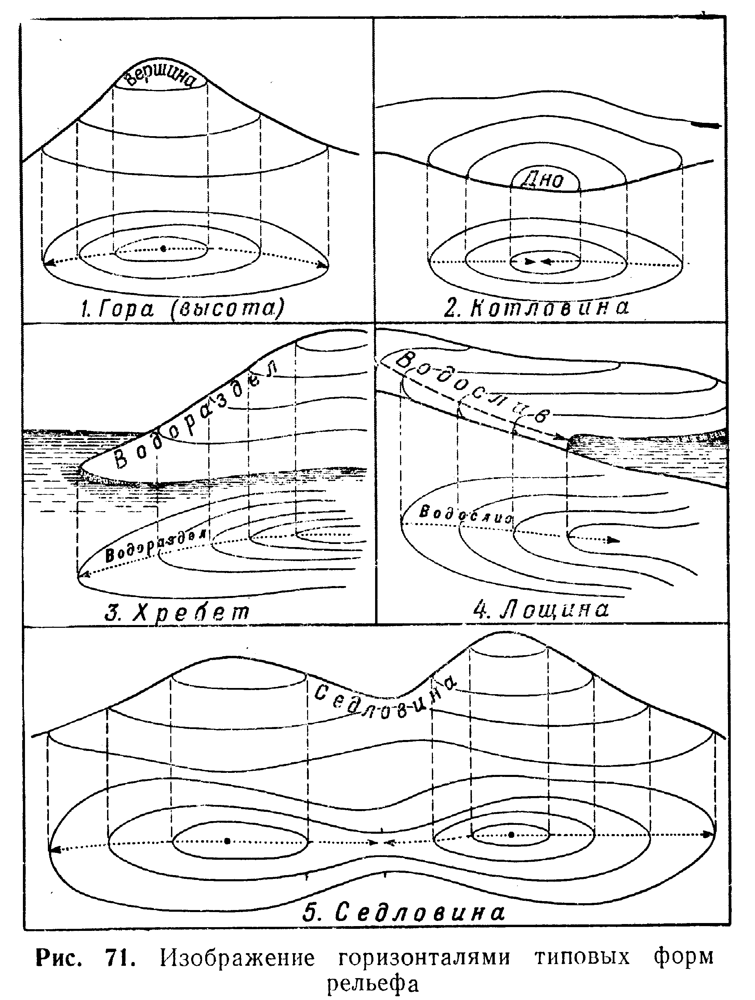 Вершина
1. Гора (высота)
Дно
2. Котловина
Водораздел
Водораздел
3. Хребет
Водослив
Водослив
4. Лощина
Седловина
5. Седловина
Рис. 71. Изображение горизонталями типовых форм
рельефа